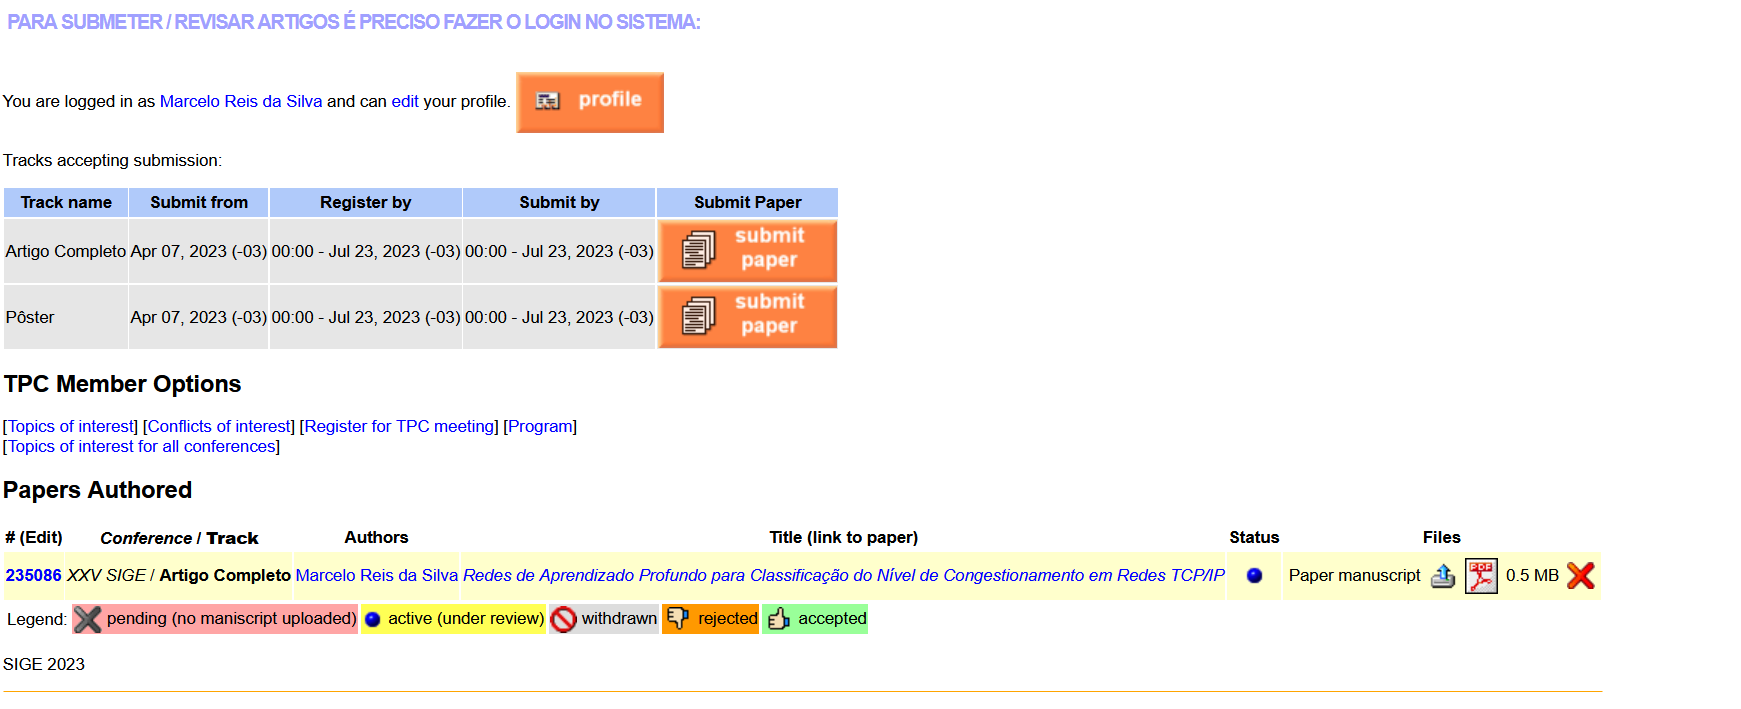 PARA SUBMETER / REVISAR ARTIGOS É PRECISO FAZER O LOGIN NO SISTEMA:
You are logged in as Marcelo Reis da Silva and can edit your profile. profile
Tracks accepting submission:
Track name Submit from Register by Submit by Submit Paper
Artigo Completo Apr 07, 2023 (-03) 00:00 - Jul 23, 2023 (-03) 00:00 - Jul 23, 2023 (-03) submit paper
Pôster Apr 07, 2023 (-03) 00:00 - Jul 23, 2023 (-03) 00:00 - Jul 23, 2023 (-03) submit paper
TPC Member Options
[Topics of interest] [Conflicts of interest] [Register for TPC meeting] [Program]
[Topics of interest for all conferences]
Papers Authored
# (Edit) Conference / Track Authors Title (link to paper) Status Files
235086 XXV SIGE / Artigo Completo Marcelo Reis da Silva Redes de Aprendizado Profundo para Classificação do Nível de Congestionamento em Redes TCP/IP Paper manuscript PDF 0.5 MB
Legend: pending (no maniscript uploaded) active (under review) withdrawn rejected accepted
SIGE 2023